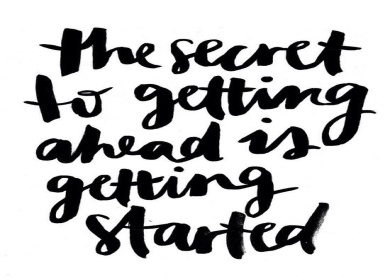 the secret
to getting
ahead is
getting
started